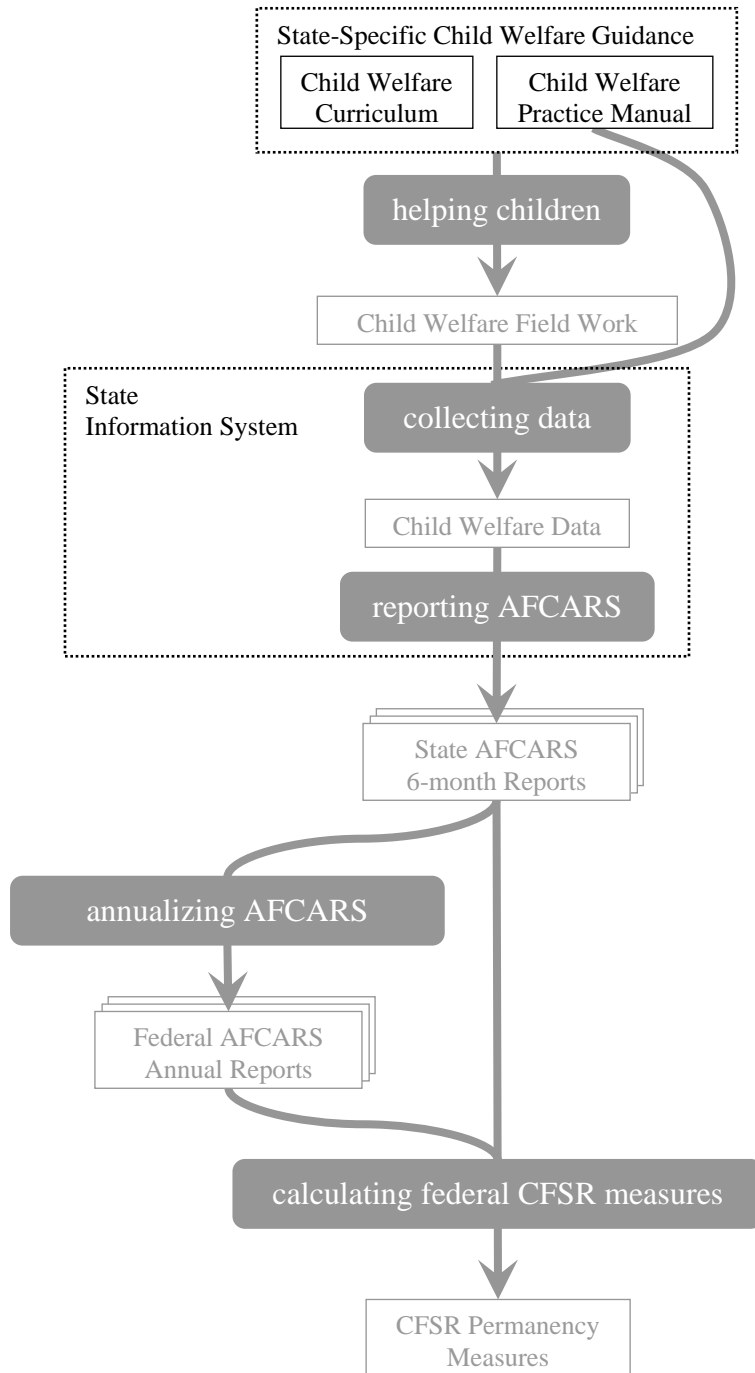 State-Specific Child Welfare Guidance
Child Welfare
Curriculum
Child Welfare
Practice Manual
helping children
Child Welfare Field Work
State
Information System
collecting data
Child Welfare Data
reporting AFCARS
State AFCARS
6-month Reports
annualizing AFCARS
Federal AFCARS
Annual Reports
calculating federal CFSR measures
CFSR Permanency
Measures